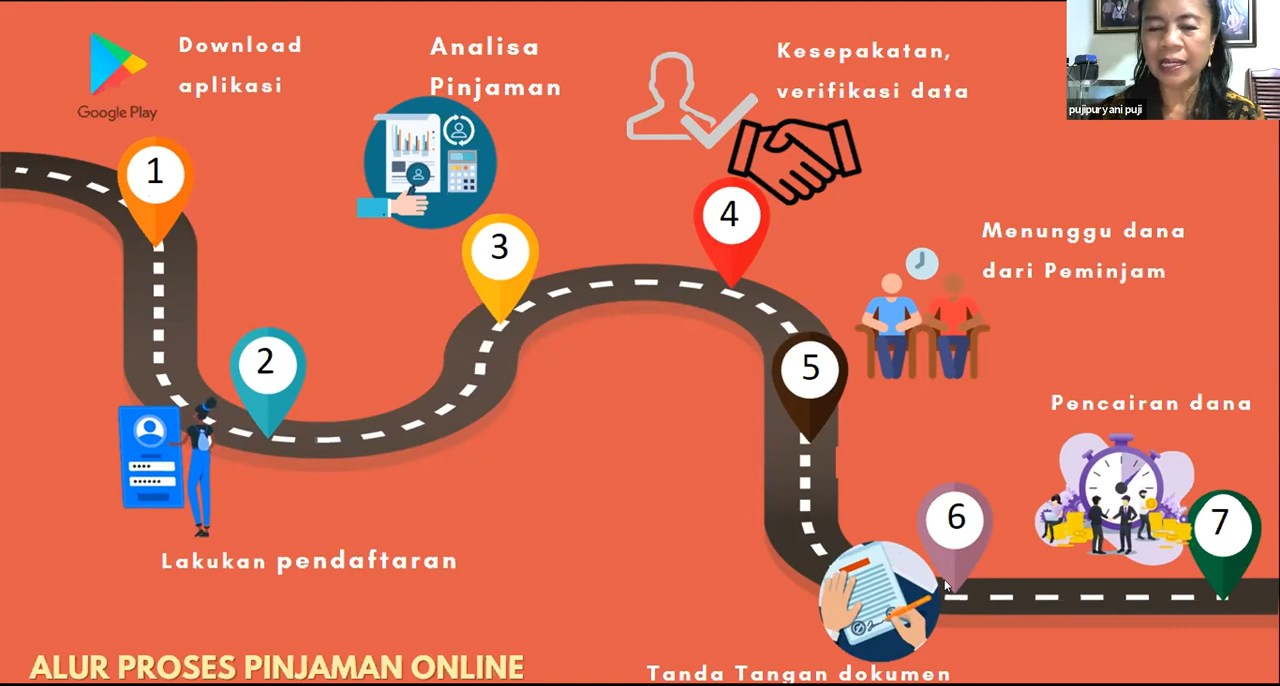 Download
aplikasi
Google Play
1
Analisa
Pinjaman
3
Kesepakatan,
verifikasi data
4
pujipuryani puji
Menunggu dana
dari Peminjam
5
2
Lakukan pendaftaran
Pencairan dana
6
7
Tanda Tangan dokumen
ALUR PROSES PINJAMAN ONLINE